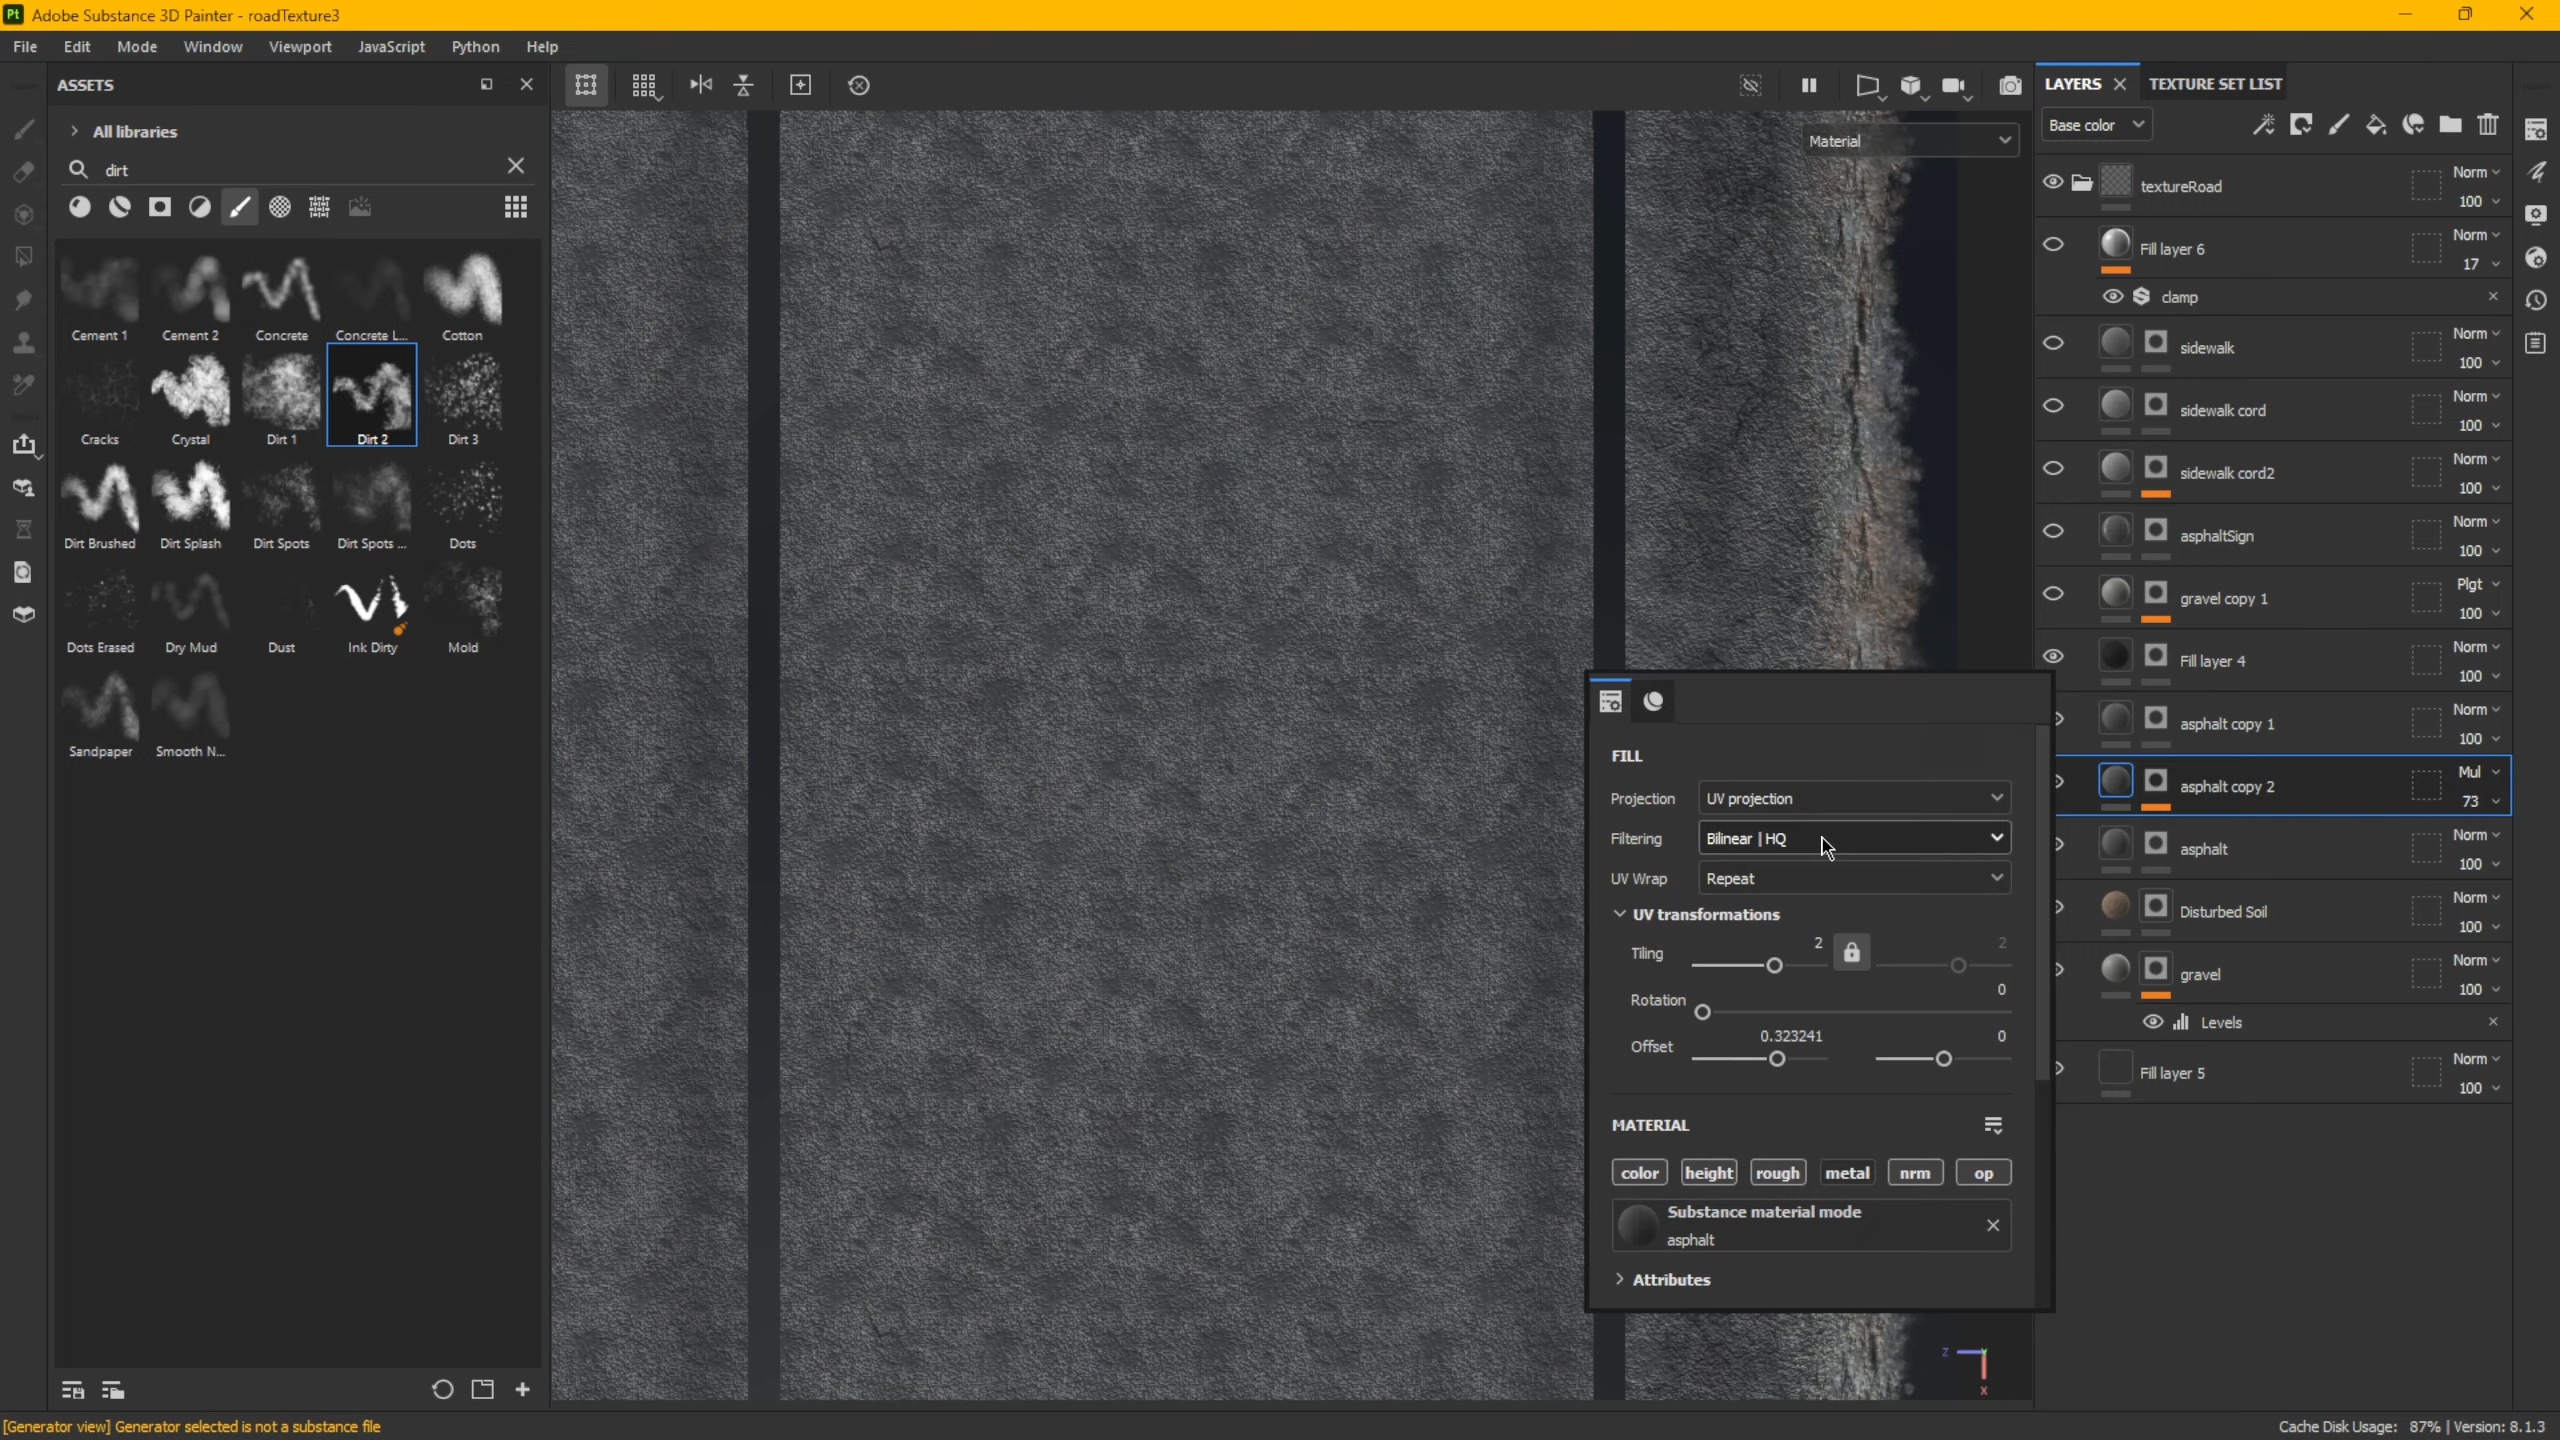 Pt Adobe Substance 3D Painter - roadTexture3
File Edit Mode Window Viewport JavaScript Python Help
ASSETS
All libraries
dirt
Cement 1 Cement 2 Concrete Concrete L... Cotton
Cracks Crystal Dirt 1 Dirt 2 Dirt 3
Dirt Brushed Dirt Splash Dirt Spots Dirt Spots ... Dots
Dots Erased Dry Mud Dust Ink Dirty Mold
Sandpaper Smooth N...
Material
FILL
Projection UV projection
Filtering Bilinear | HQ
UV Wrap Repeat
UV transformations
Tiling 2 2
Rotation 0
Offset 0.323241 0
MATERIAL
color height rough metal nrm op
Substance material mode
asphalt
Attributes
Z
X
LAYERS TEXTURE SET LIST
Base color
textureRoad Norm 100
Fill layer 6 Norm 17
clamp
sidewalk Norm 100
sidewalk cord Norm 100
sidewalk cord2 Norm 100
asphaltSign Norm 100
gravel copy 1 Plgt 100
Fill layer 4 Norm 100
asphalt copy 1 Norm 100
asphalt copy 2 Mul 73
asphalt Norm 100
Disturbed Soil Norm 100
gravel Norm 100
Levels
Fill layer 5 Norm 100
[Generator view] Generator selected is not a substance file
Cache Disk Usage: 87% | Version: 8.1.3